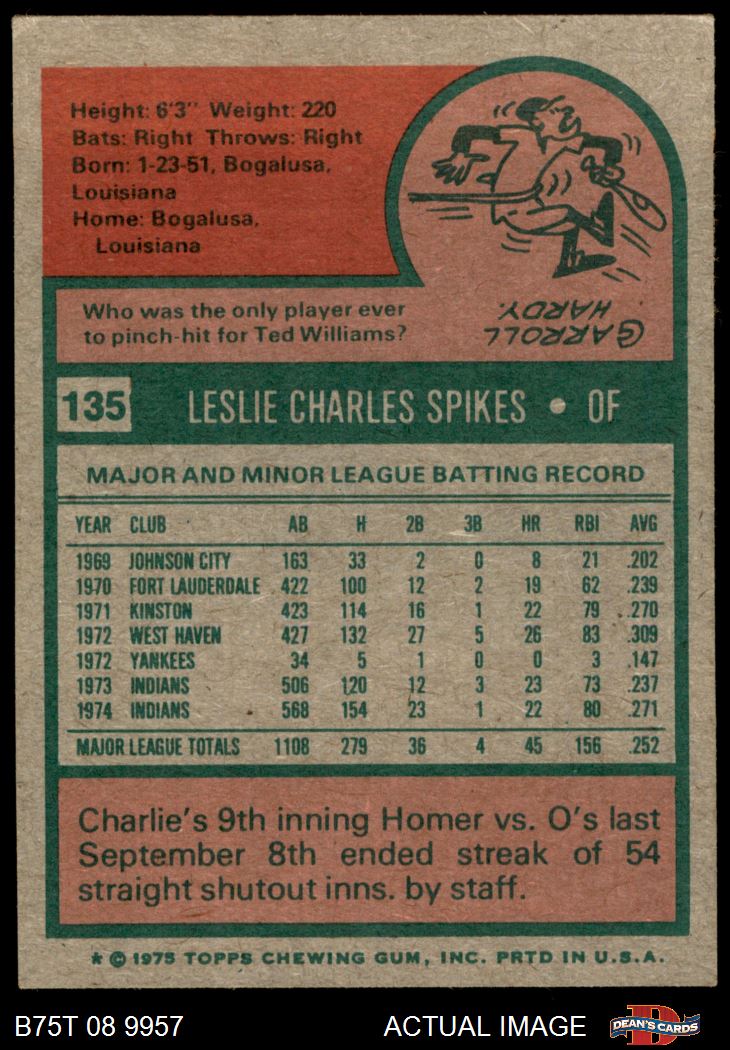 Height: 6'3" Weight: 220
Bats: Right Throws: Right
Born: 1-23-51, Bogalusa,
Louisiana
Home: Bogalusa,
Louisiana
Who was the only player ever
to pinch-hit for Ted Williams?
CARROLL
HARDY.
135 LESLIE CHARLES SPIKES • OF
MAJOR AND MINOR LEAGUE BATTING RECORD
YEAR CLUB AB H 2B 3B HR RBI AVG
1969 JOHNSON CITY 163 33 2 0 8 21 .202
1970 FORT LAUDERDALE 422 100 12 2 19 62 .239
1971 KINSTON 423 114 16 1 22 79 .270
1972 WEST HAVEN 427 132 27 5 26 83 .309
1972 YANKEES 34 5 1 0 0 3 .147
1973 INDIANS 506 120 12 3 23 73 .237
1974 INDIANS 568 154 23 1 22 80 .271
MAJOR LEAGUE TOTALS 1108 279 36 4 45 156 .252
Charlie's 9th inning Homer vs. O's last
September 8th ended streak of 54
straight shutout inns. by staff.
* © 1975 TOPPS CHEWING GUM, INC. PRTD IN U.S.A.
B75T 08 9957 ACTUAL IMAGE
D
DEAN'S CARDS